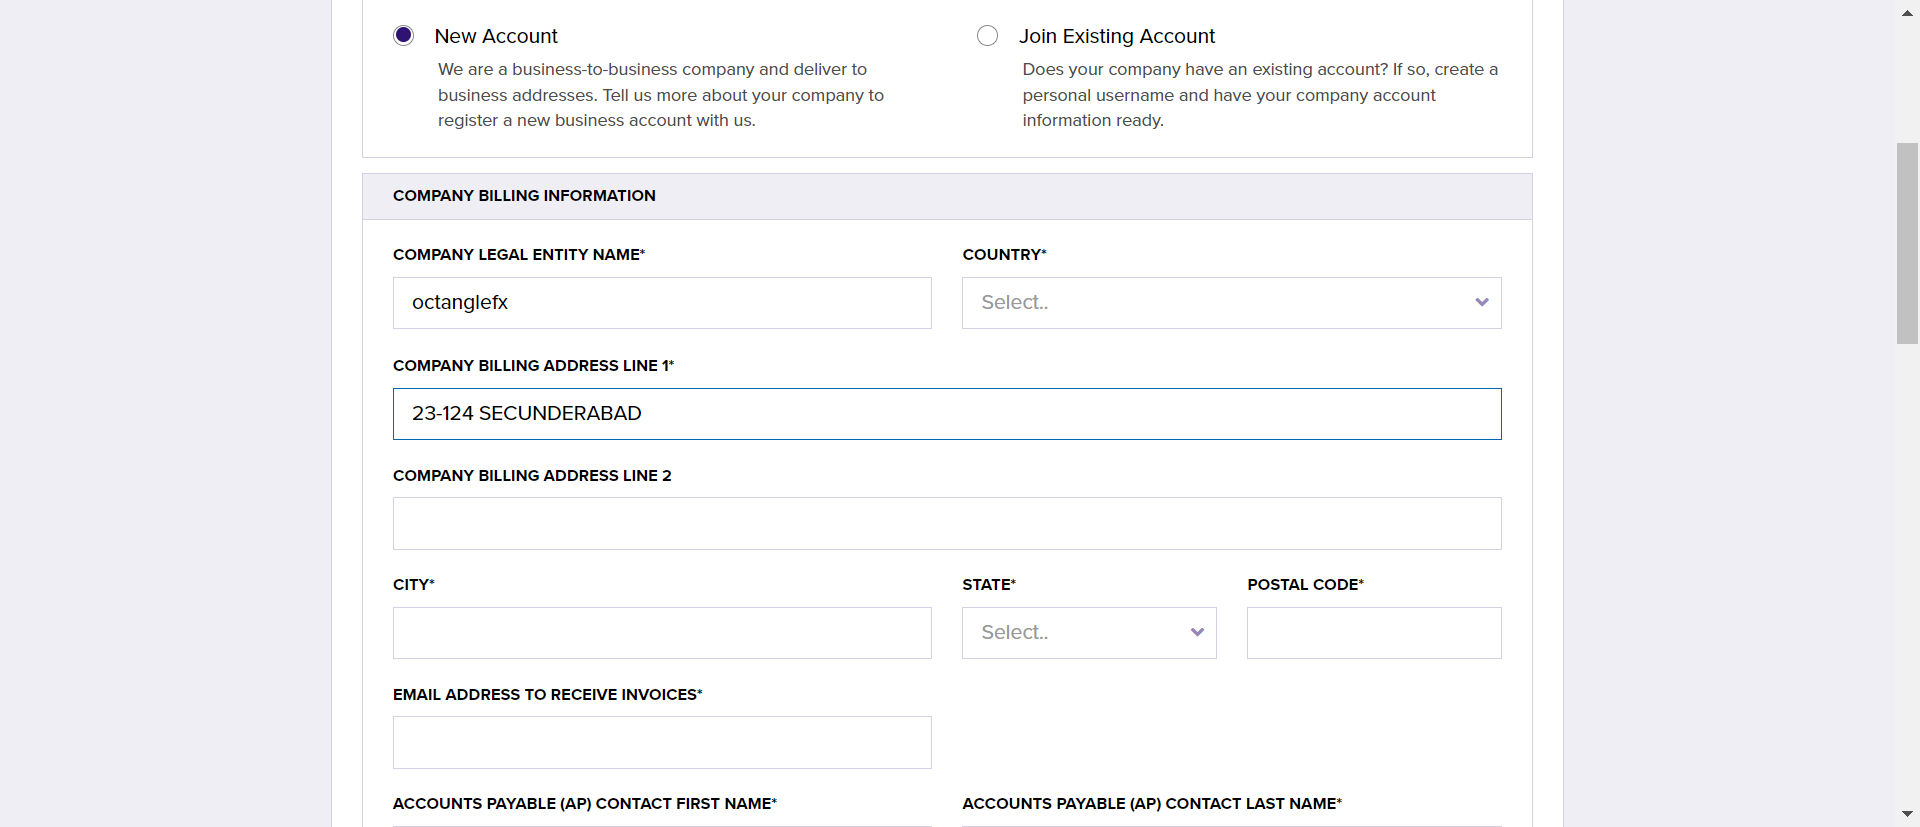 New Account
We are a business-to-business company and deliver to
business addresses. Tell us more about your company to
register a new business account with us.
Join Existing Account
Does your company have an existing account? If so, create a
personal username and have your company account
information ready.
COMPANY BILLING INFORMATION
COMPANY LEGAL ENTITY NAME*
octanglefx
COUNTRY*
Select..
COMPANY BILLING ADDRESS LINE 1*
23-124 SECUNDERABAD
COMPANY BILLING ADDRESS LINE 2
CITY*
STATE*
Select..
POSTAL CODE*
EMAIL ADDRESS TO RECEIVE INVOICES*
ACCOUNTS PAYABLE (AP) CONTACT FIRST NAME*
ACCOUNTS PAYABLE (AP) CONTACT LAST NAME*